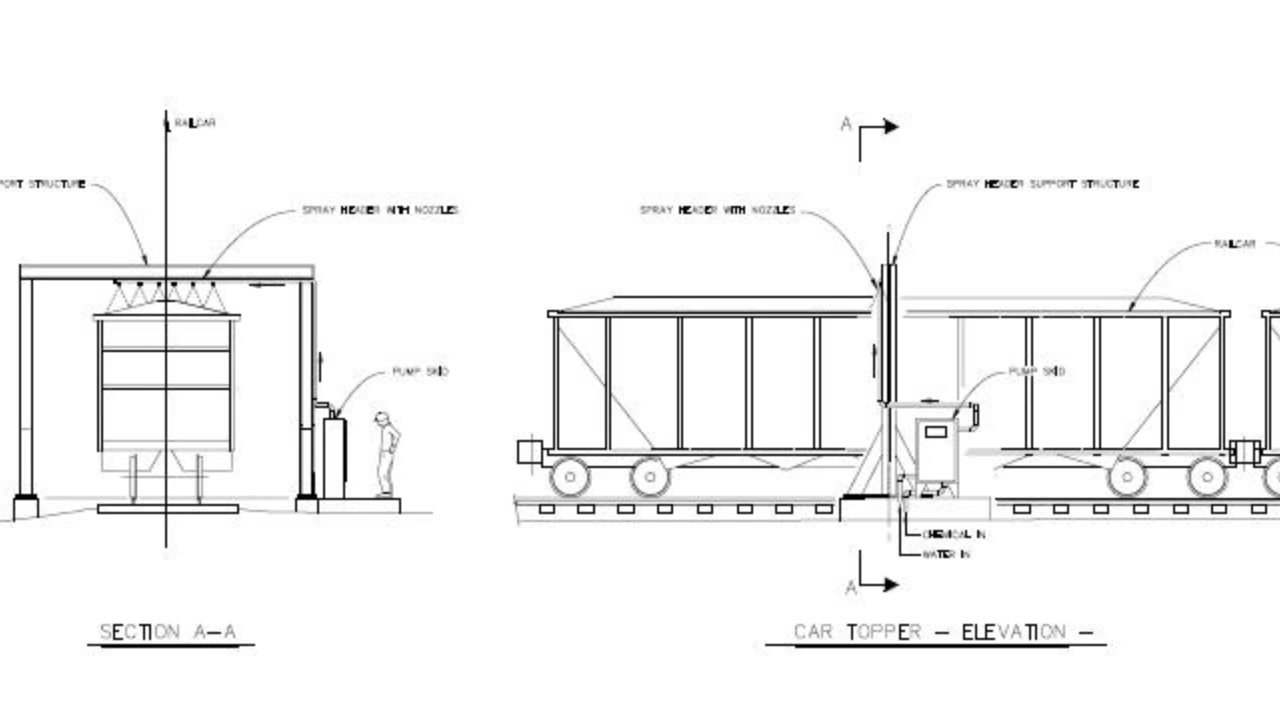 RAILCAR
PORT STRUCTURE
SPRAY HEADER WITH NOZZLES
PUMP SKID
SECTION A-A
A
SPRAY HEADER SUPPORT STRUCTURE
SPRAY HEADER WITH NOZZLES
RAILCAR
PUMP SKID
CHEMICAL IN
WATER IN
A
CAR TOPPER - ELEVATION -